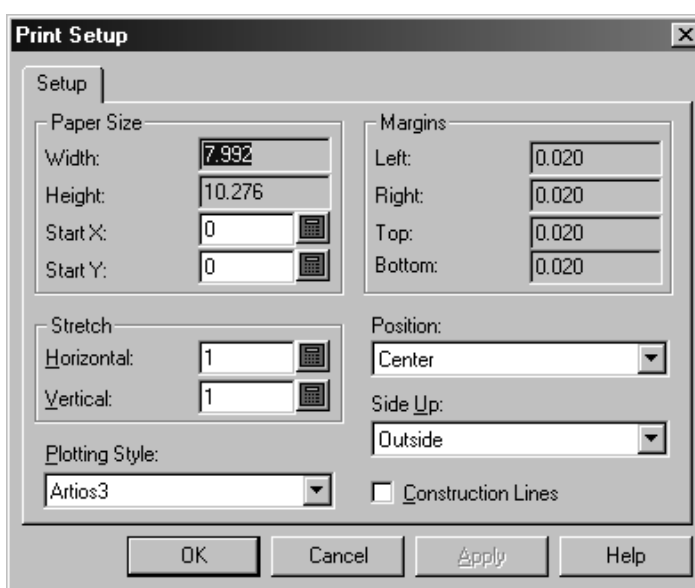 Print Setup
Setup
Paper Size
Width: 7.992
Height: 10.276
Start X: 0
Start Y: 0
Margins
Left: 0.020
Right: 0.020
Top: 0.020
Bottom: 0.020
Stretch
Horizontal: 1
Vertical: 1
Position:
Center
Side Up:
Outside
Plotting Style:
Artios3
Construction Lines
OK Cancel Apply Help